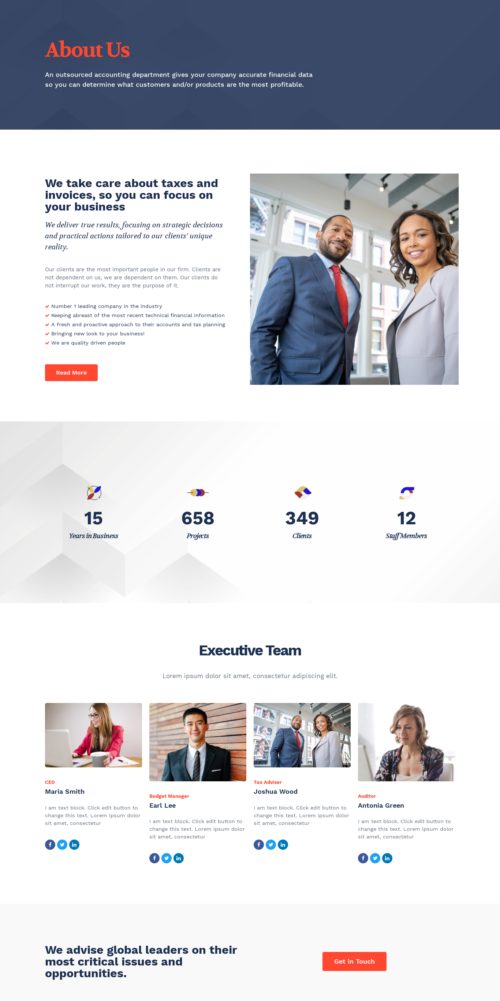 About Us
An outsourced accounting department gives your company accurate financial data
so you can determine what customers and/or products are the most profitable.
We take care about taxes and
invoices, so you can focus on
your business
We deliver true results, focusing on strategic decisions
and practical actions tailored to our clients' unique
reality.
Our clients are the most important people in our firm. Clients are
not dependent on us, we are dependent on them. Our clients do
not interrupt our work, they are the purpose of it.
Number 1 leading company in the industry
Keeping abreast of the most recent technical financial information
A fresh and proactive approach to their accounts and tax planning
Bringing new look to your business!
We are quality driven people
Read More
15
Years in Business
658
Projects
349
Clients
12
Staff Members
Executive Team
Lorem ipsum dolor sit amet, consectetur adipiscing elit.
CEO
Maria Smith
I am text block. Click edit button to
change this text. Lorem ipsum dolor
sit amet, consectetur
Budget Manager
Earl Lee
I am text block. Click edit button to
change this text. Lorem ipsum dolor
sit amet, consectetur
Tax Advisor
Joshua Wood
I am text block. Click edit button to
change this text. Lorem ipsum dolor
sit amet, consectetur
Auditor
Antonia Green
I am text block. Click edit button to
change this text. Lorem ipsum dolor
sit amet, consectetur
We advise global leaders on their
most critical issues and
opportunities.
Get in Touch